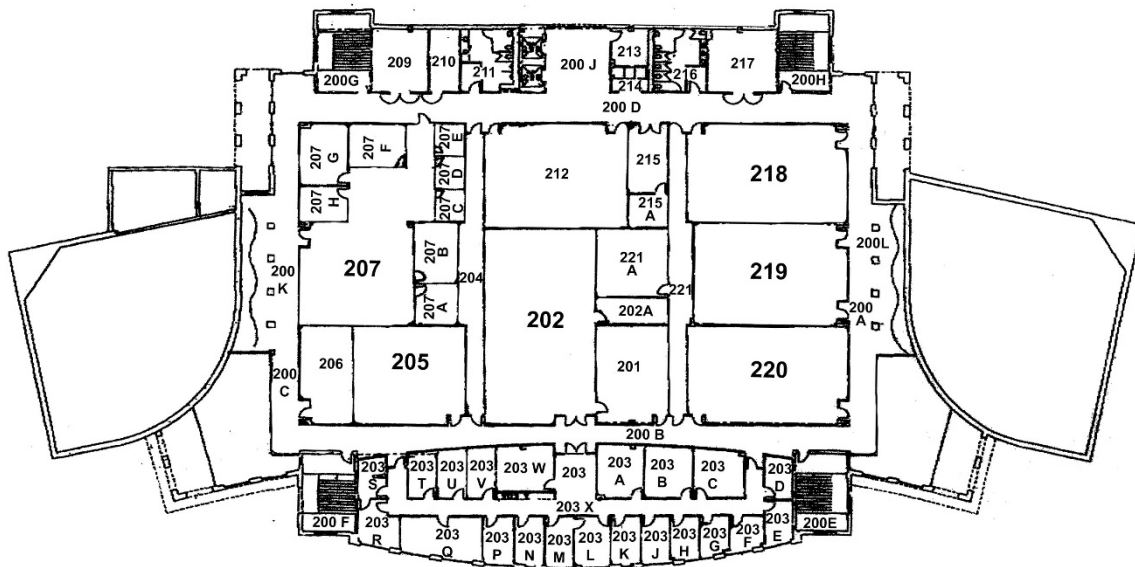 200G
209
210
211
200 J
213
214
216
217
200H
200 D
207
G
207
F
207
E
207
D
207
C
207
H
212
215
215
A
218
207
207
B
207
A
204
200
K
221
A
221
202
202A
219
200L
200
A
206
205
200
C
201
220
200 B
203
S
203
T
203
U
203
V
203 W
203
203
A
203
B
203
C
203
D
203 X
200 F
203
R
203
Q
203
P
203
N
203
M
203
L
203
K
203
J
203
H
203
G
203
F
203
E
200E